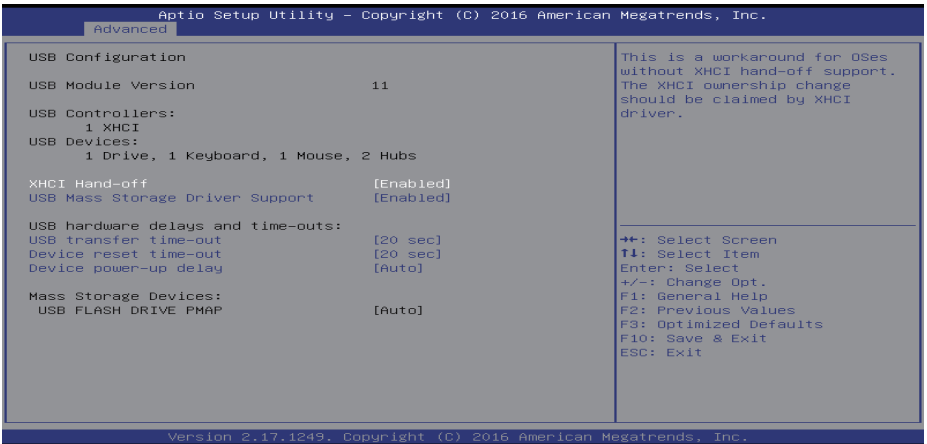 Aptio Setup Utility – Copyright (C) 2016 American Megatrends, Inc.
Advanced
USB Configuration
USB Module Version 11
USB Controllers:
1 XHCI
USB Devices:
1 Drive, 1 Keyboard, 1 Mouse, 2 Hubs
XHCI Hand-off [Enabled]
USB Mass Storage Driver Support [Enabled]
USB hardware delays and time-outs:
USB transfer time-out [20 sec]
Device reset time-out [20 sec]
Device power-up delay [Auto]
Mass Storage Devices:
USB FLASH DRIVE PMAP [Auto]
This is a workaround for OSes
without XHCI hand-off support.
The XHCI ownership change
should be claimed by XHCI
driver.
→←: Select Screen
↑↓: Select Item
Enter: Select
+/-: Change Opt.
F1: General Help
F2: Previous Values
F3: Optimized Defaults
F10: Save & Exit
ESC: Exit
Version 2.17.1249. Copyright (C) 2016 American Megatrends, Inc.